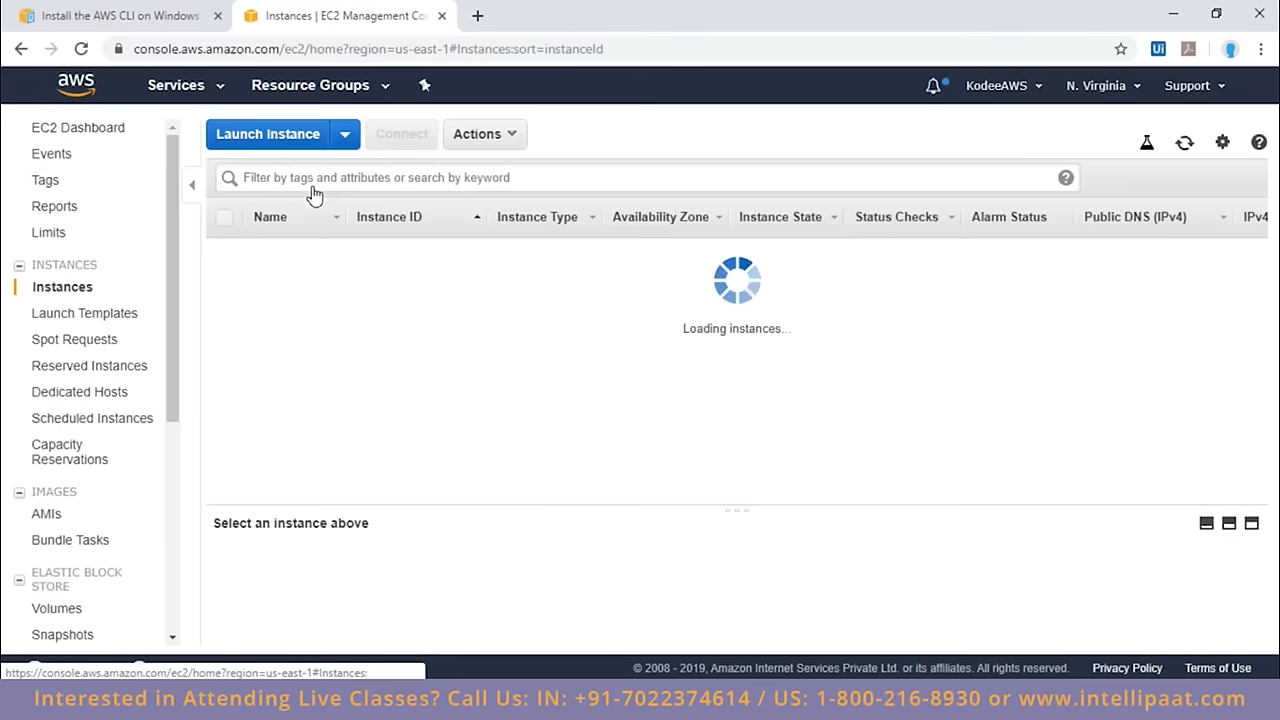 Install the AWS CLI on Windows
Instances | EC2 Management Co
console.aws.amazon.com/ec2/home?region=us-east-1#Instances:sort=instanceId
Ui
aws
Services
Resource Groups
KodeeAWS
N. Virginia
Support
EC2 Dashboard
Events
Tags
Reports
Limits
INSTANCES
Instances
Launch Templates
Spot Requests
Reserved Instances
Dedicated Hosts
Scheduled Instances
Capacity
Reservations
IMAGES
AMIs
Bundle Tasks
ELASTIC BLOCK
STORE
Volumes
Snapshots
Launch Instance
Connect
Actions
Filter by tags and attributes or search by keyword
Name
Instance ID
Instance Type
Availability Zone
Instance State
Status Checks
Alarm Status
Public DNS (IPv4)
IPv4
Loading instances...
Select an instance above
https://console.aws.amazon.com/ec2/home?region=us-east-1#Instances:
© 2008 - 2019, Amazon Internet Services Private Ltd. or its affiliates. All rights reserved.
Privacy Policy
Terms of Use
Interested in Attending Live Classes? Call Us: IN: +91-7022374614 / US: 1-800-216-8930 or www.intellipaat.com